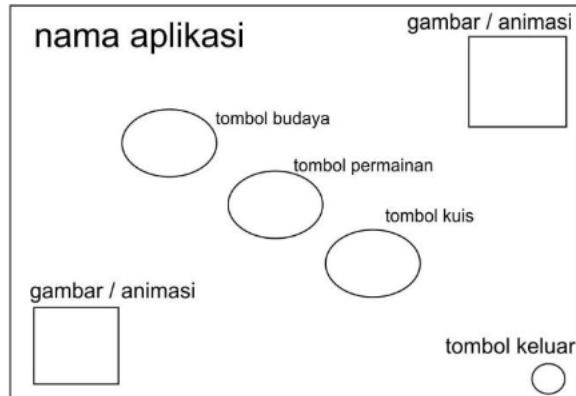 nama aplikasi
gambar / animasi
tombol budaya
tombol permainan
tombol kuis
gambar / animasi
tombol keluar